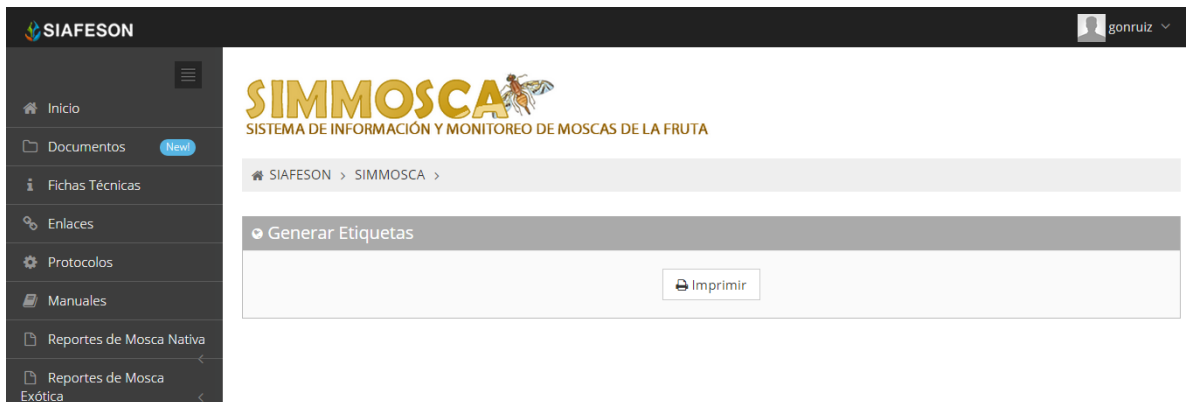 SIAFESON
gonruiz
Inicio
Documentos New!
Fichas Técnicas
Enlaces
Protocolos
Manuales
Reportes de Mosca Nativa
Reportes de Mosca
Exótica
SIMMOSCA
SISTEMA DE INFORMACIÓN Y MONITOREO DE MOSCAS DE LA FRUTA
SIAFESON > SIMMOSCA >
Generar Etiquetas
Imprimir